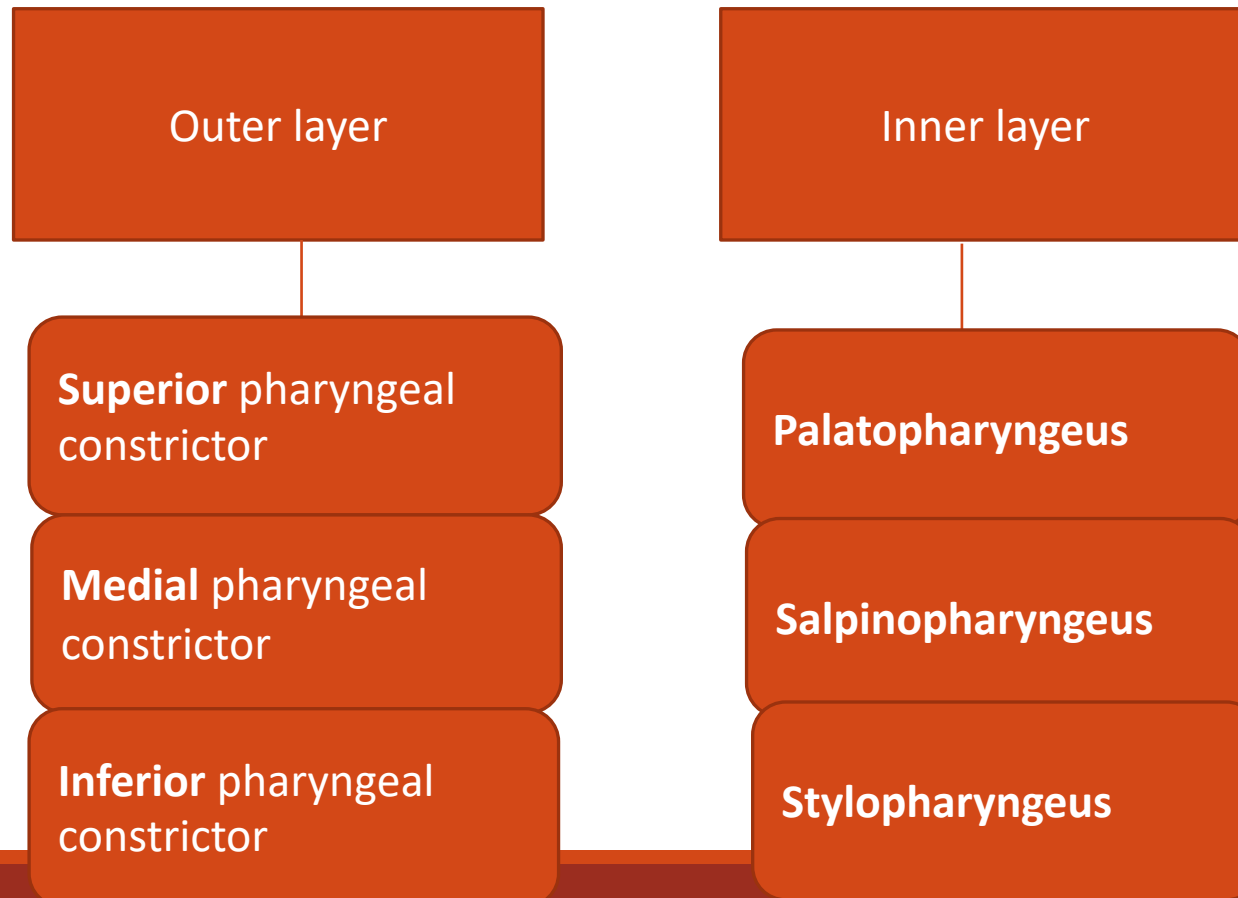 Outer layer
Superior pharyngeal
constrictor
Medial pharyngeal
constrictor
Inferior pharyngeal
constrictor
Inner layer
Palatopharyngeus
Salpinopharyngeus
Stylopharyngeus